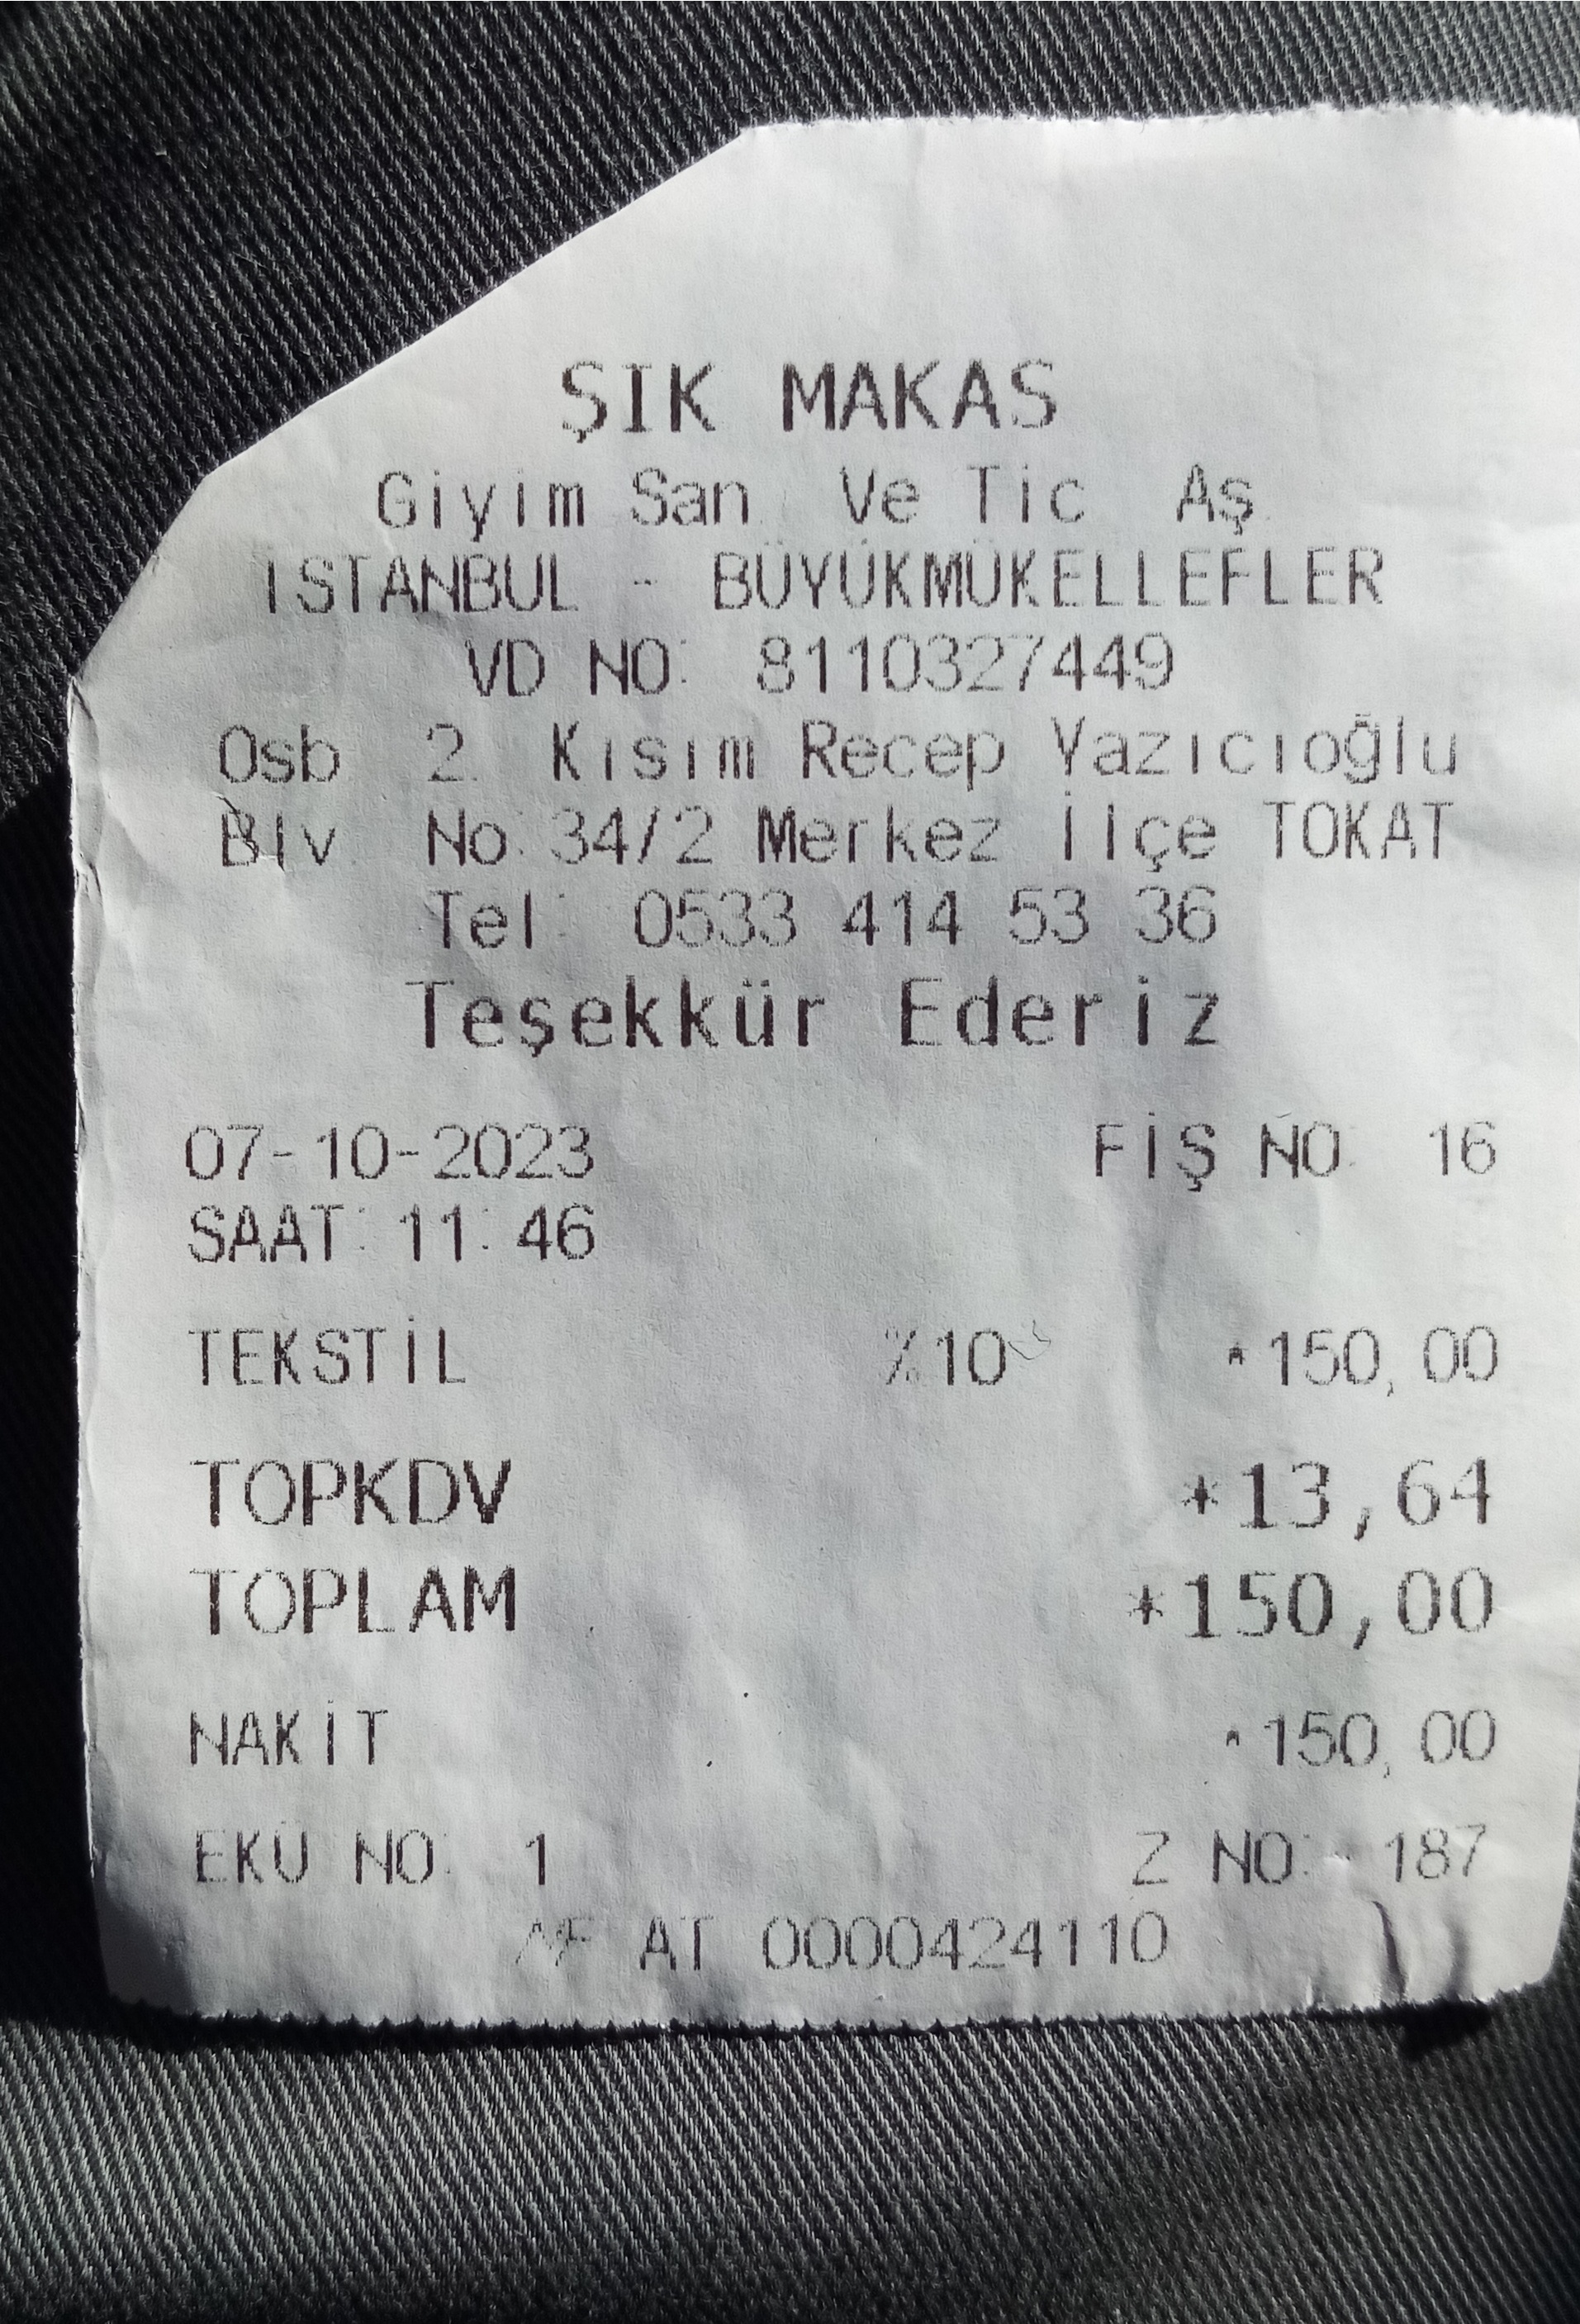 ŞIK MAKAS
Giyim San. Ve Tic. Aş.
İSTANBUL - BÜYÜKMÜKELLEFLER
VD NO: 8110327449
Osb. 2. Kısım Recep Yazıcıoğlu
Blv. No:34/2 Merkez İlçe TOKAT
Tel: 0533 414 53 36
Teşekkür Ederiz
07-10-2023 FİŞ NO: 16
SAAT:11:46
TEKSTİL %10 *150,00
TOPKDV *13,64
TOPLAM *150,00
NAKİT *150,00
EKÜ NO: 1 Z NO: 187
MF AT 0000424110